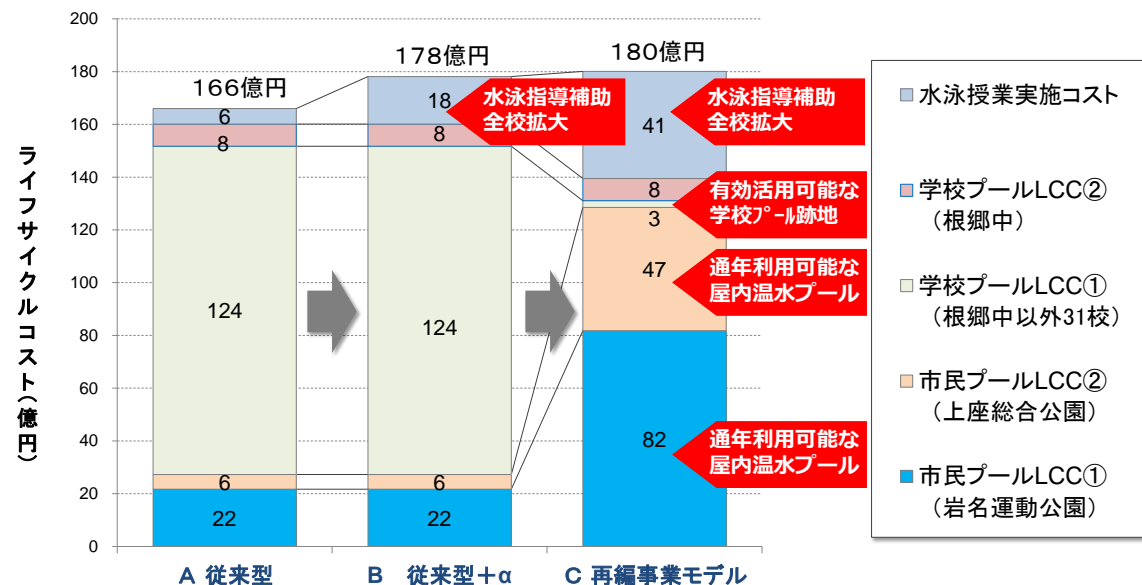 ライフサイクルコスト(億円)
200
180
160
140
120
100
80
60
40
20
0
166億円
6
8
124
6
22
178億円
18
8
124
6
22
水泳指導補助
全校拡大
180億円
41
8
3
47
82
水泳指導補助
全校拡大
有効活用可能な
学校プール跡地
通年利用可能な
屋内温水プール
通年利用可能な
屋内温水プール
A 従来型
B 従来型+α
C 再編事業モデル
水泳授業実施コスト
学校プールLCC②
(根郷中)
学校プールLCC①
(根郷中以外31校)
市民プールLCC②
(上座総合公園)
市民プールLCC①
(岩名運動公園)